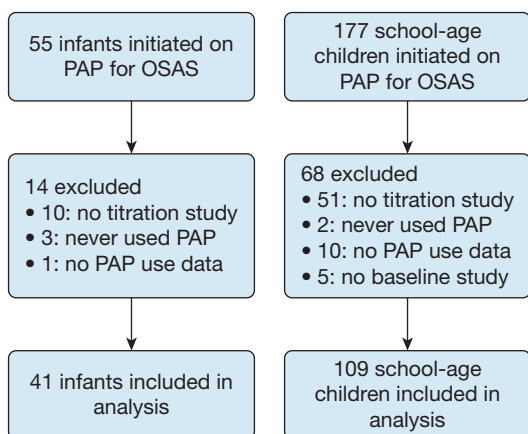 55 infants initiated on
PAP for OSAS
177 school-age
children initiated on
PAP for OSAS
14 excluded
• 10: no titration study
• 3: never used PAP
• 1: no PAP use data
68 excluded
• 51: no titration study
• 2: never used PAP
• 10: no PAP use data
• 5: no baseline study
41 infants included in
analysis
109 school-age
children included in
analysis